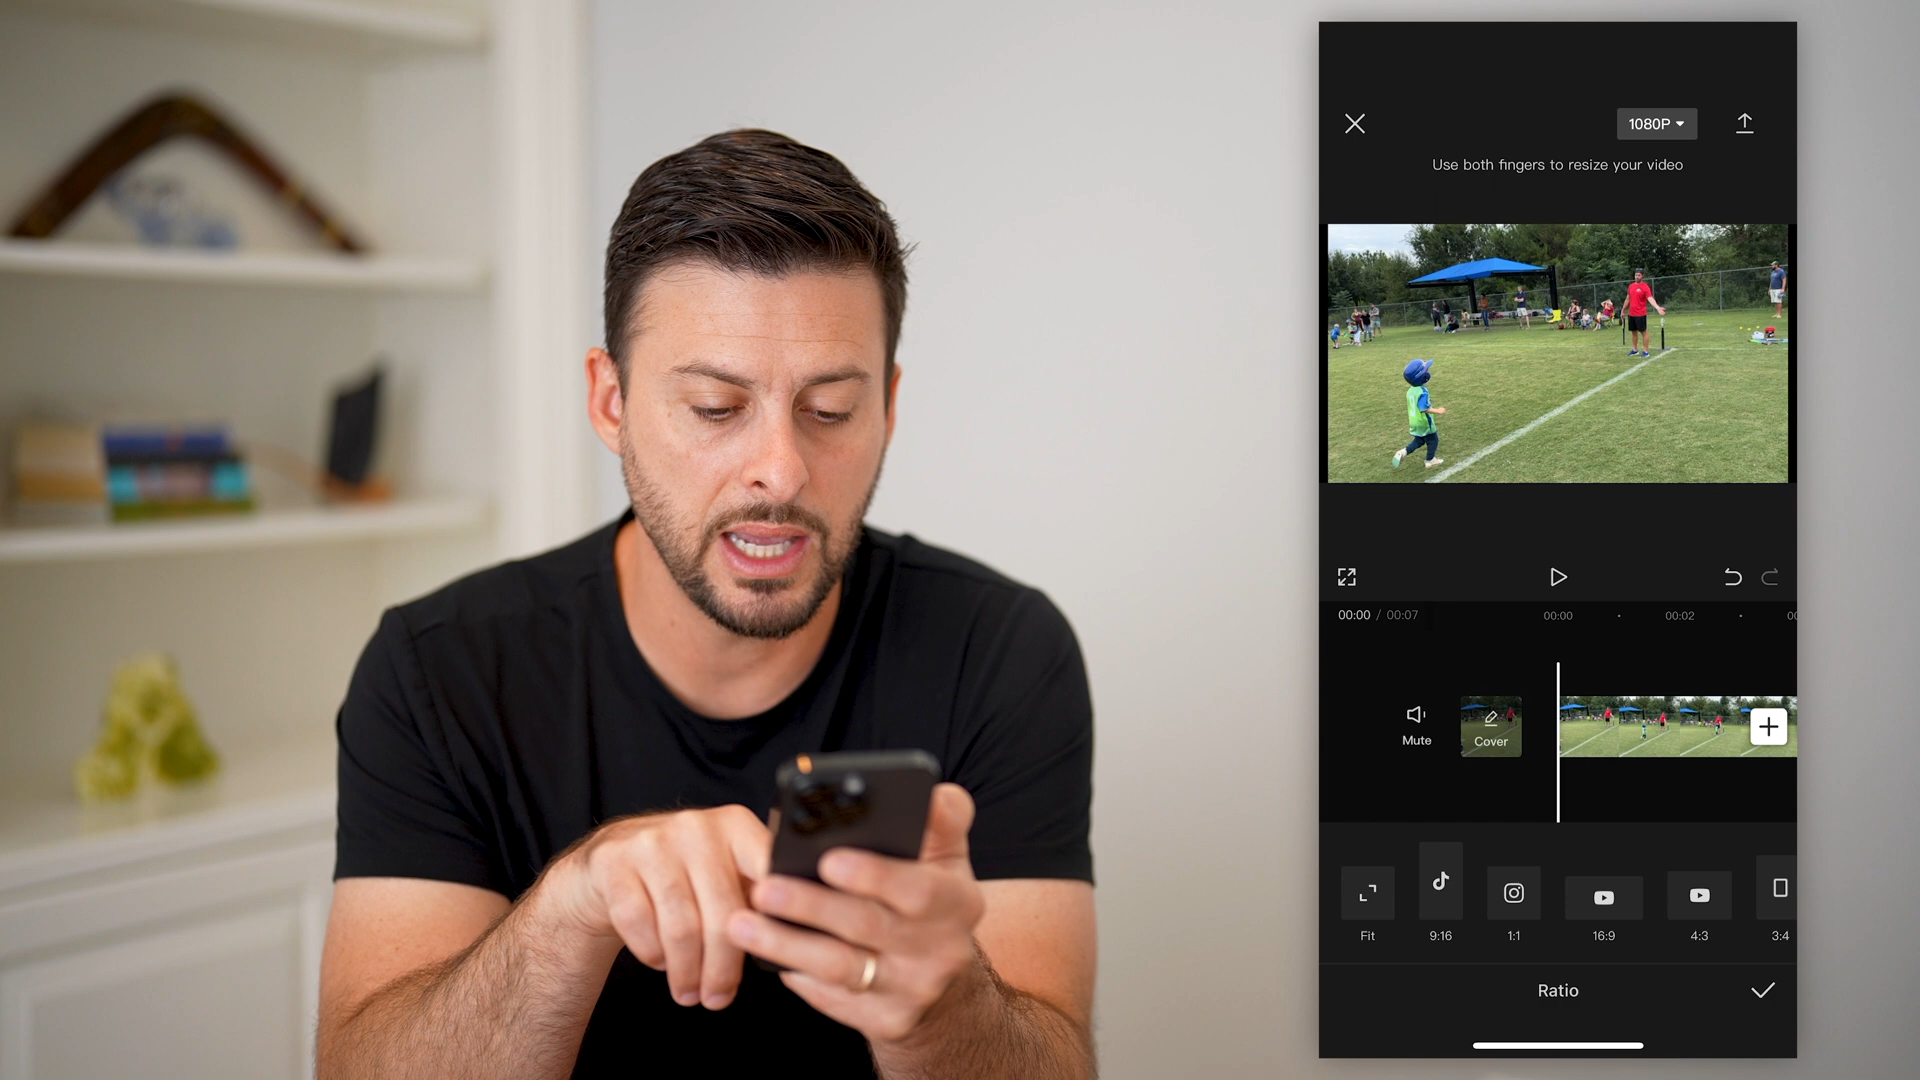 1080P
Use both fingers to resize your video
00:00 / 00:07
00:00
00:02
Mute
Cover
Fit
9:16
1:1
16:9
4:3
3:4
Ratio